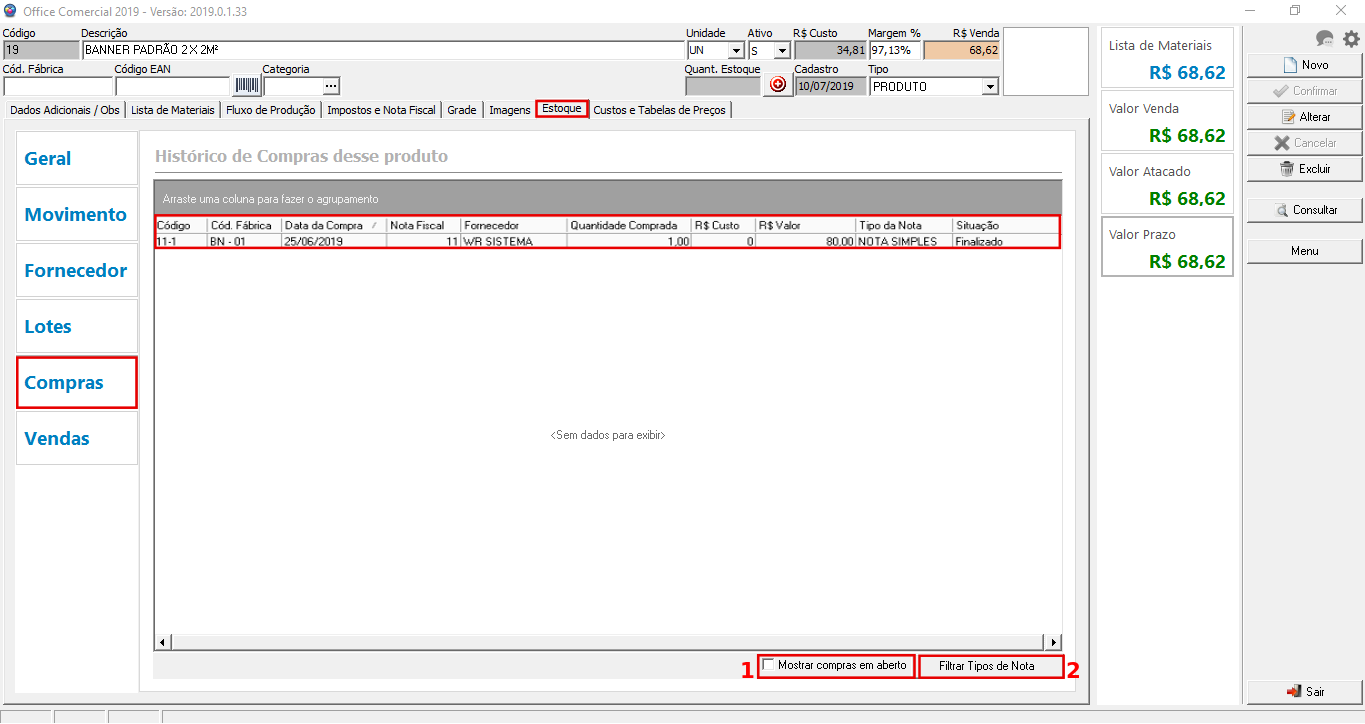 Office Comercial 2019 - Versão: 2019.0.1.33
Código Descrição Unidade Ativo R$ Custo Margem % R$ Venda
19 BANNER PADRÃO 2 X 2M² UN S 34,81 97,13% 68,62
Cód. Fábrica Código EAN Categoria Quant. Estoque Cadastro Tipo
... 10/07/2019 PRODUTO
Dados Adicionais / Obs Lista de Materiais Fluxo de Produção Impostos e Nota Fiscal Grade Imagens Estoque Custos e Tabelas de Preços
Geral
Movimento
Fornecedor
Lotes
Compras
Vendas
Histórico de Compras desse produto
Arraste uma coluna para fazer o agrupamento
Código Cód. Fábrica Data da Compra Nota Fiscal Fornecedor Quantidade Comprada R$ Custo R$ Valor Tipo da Nota Situação
11-1 BN - 01 25/06/2019 11 WR SISTEMA 1,00 0 80,00 NOTA SIMPLES Finalizado
<Sem dados para exibir>
1 Mostrar compras em aberto Filtrar Tipos de Nota 2
Lista de Materiais
R$ 68,62
Valor Venda
R$ 68,62
Valor Atacado
R$ 68,62
Valor Prazo
R$ 68,62
Novo
Confirmar
Alterar
Cancelar
Excluir
Consultar
Menu
Sair